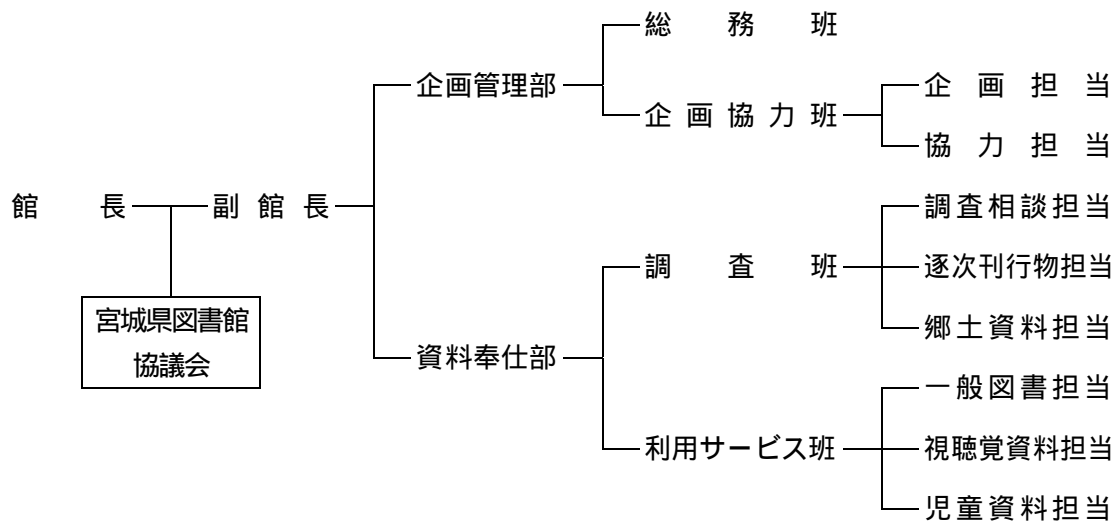 総務班
企画管理部
企画担当
企画協力班
協力担当
館長
副館長
調査相談担当
調査班
逐次刊行物担当
宮城県図書館
協議会
郷土資料担当
資料奉仕部
一般図書担当
利用サービス班
視聴覚資料担当
児童資料担当